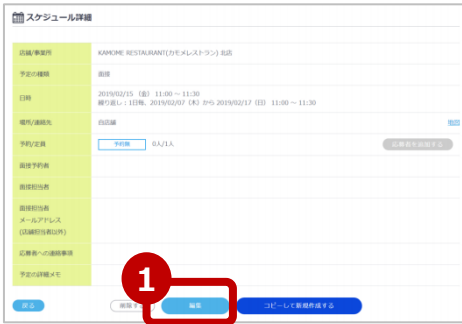 スケジュール詳細
店舗/事業所
KAMOME RESTAURANT(カモメレストラン) 北店
予定の種類
面接
日時
2019/02/15 (金) 11:00 ~ 11:30
繰り返し：1日毎、2019/02/07 (木) から 2019/02/17 (日) 11:00 ~ 11:30
場所/連絡先
自店舗
地図
予約/定員
予約無
0人/1人
応募者を追加する
面接予約者
面接担当者
面接担当者
メールアドレス
(店舗担当者以外)
応募者への連絡事項
予定の詳細メモ
1
戻る
削除す
編集
コピーして新規作成する